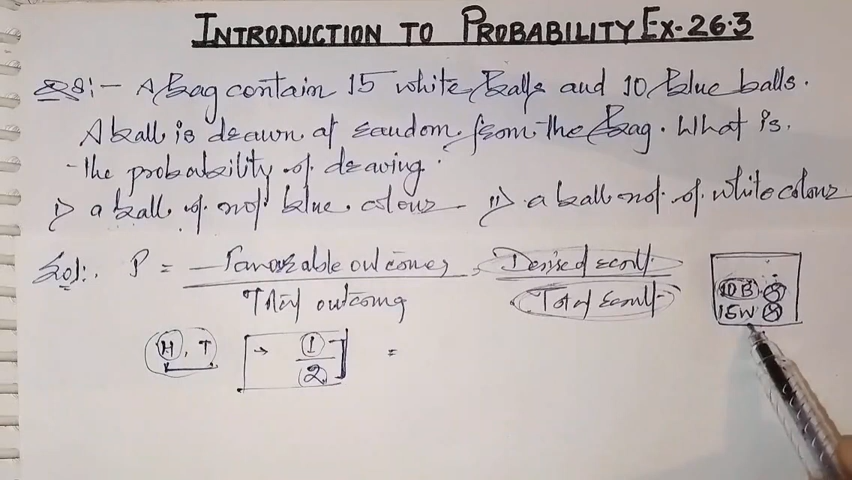 INTRODUCTION TO PROBABILITY EX-26.3
Q8:- A bag contain 15 white balls and 10 blue balls.
A ball is drawn at random from the bag. What is
the probability of drawing.
i) a ball of not blue colour ii) a ball not of white colour
Sol:. P = Favourable outcomes = Desired result
Total outcomes Total result
H, T → 1 =
2
10 B
15W